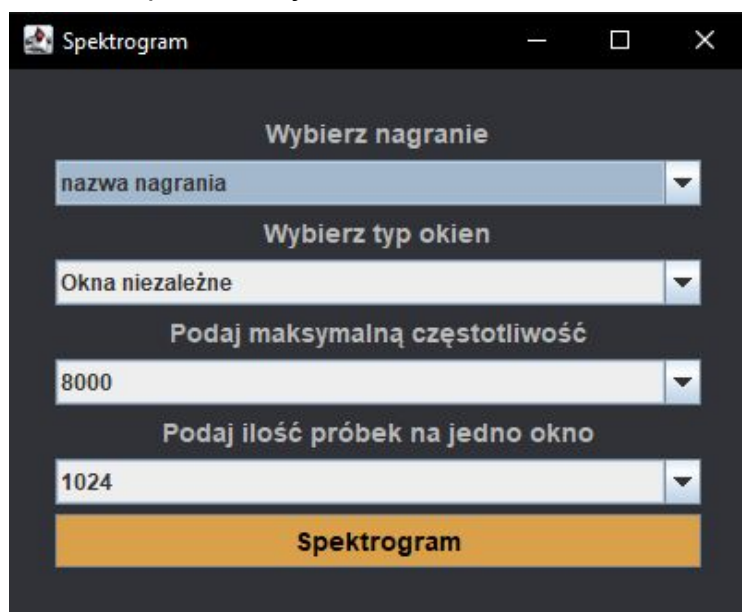 Spektrogram
Wybierz nagranie
nazwa nagrania
Wybierz typ okien
Okna niezależne
Podaj maksymalną częstotliwość
8000
Podaj ilość próbek na jedno okno
1024
Spektrogram